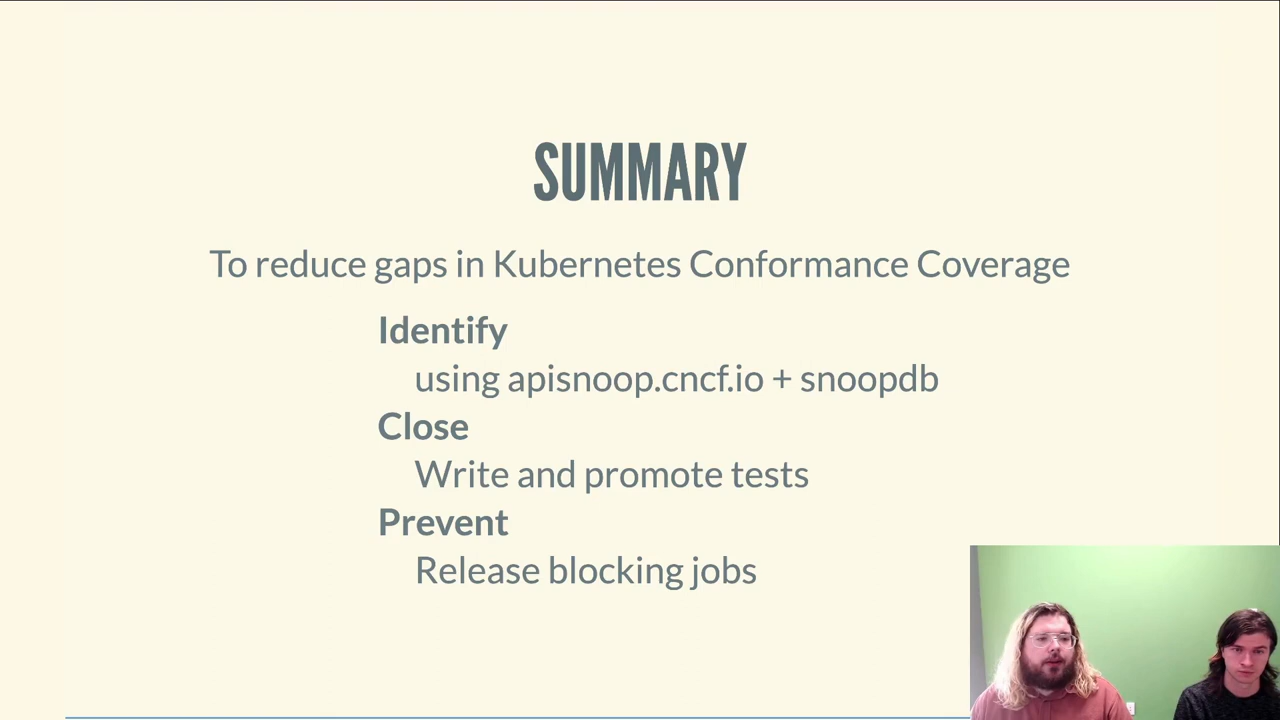 SUMMARY
To reduce gaps in Kubernetes Conformance Coverage
Identify
using apisnoop.cncf.io + snoopdb
Close
Write and promote tests
Prevent
Release blocking jobs